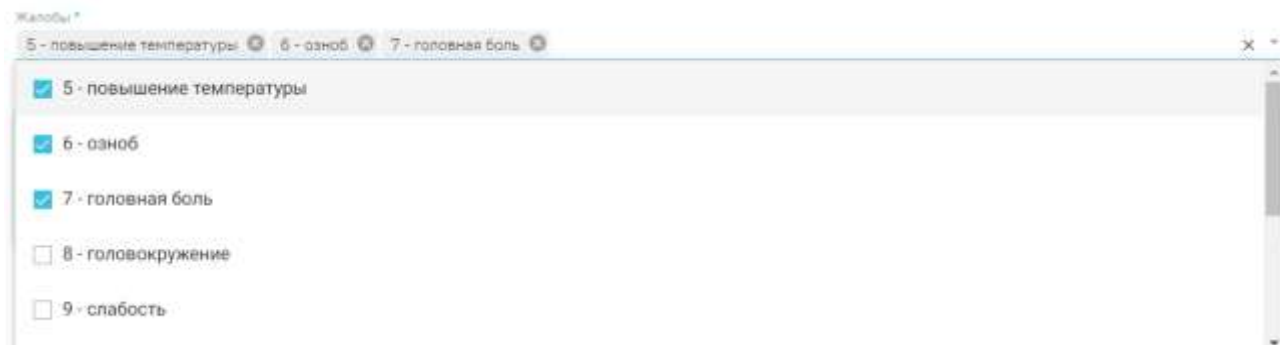 Жалобы *
5 - повышение температуры 6 - озноб 7 - головная боль
5 - повышение температуры
6 - озноб
7 - головная боль
8 - головокружение
9 - слабость